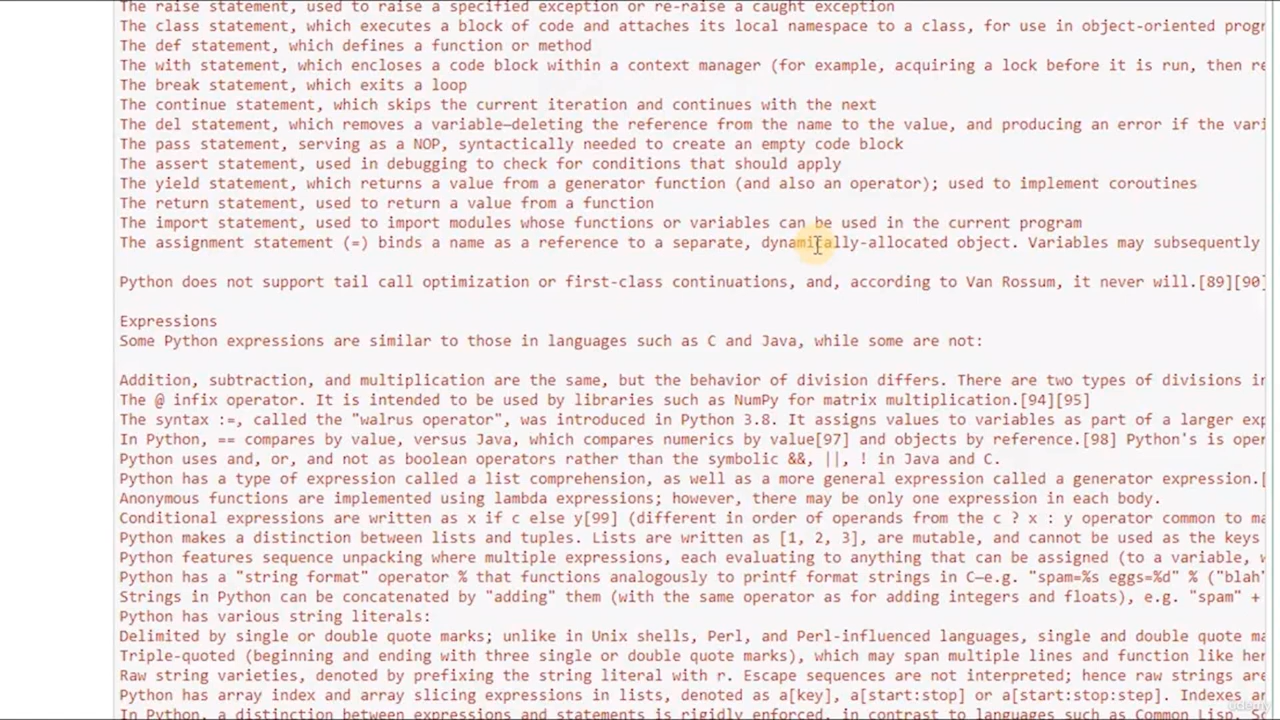 The raise statement, used to raise a specified exception or re-raise a caught exception
The class statement, which executes a block of code and attaches its local namespace to a class, for use in object-oriented progr
The def statement, which defines a function or method
The with statement, which encloses a code block within a context manager (for example, acquiring a lock before it is run, then re
The break statement, which exits a loop
The continue statement, which skips the current iteration and continues with the next
The del statement, which removes a variable—deleting the reference from the name to the value, and producing an error if the vari
The pass statement, serving as a NOP, syntactically needed to create an empty code block
The assert statement, used in debugging to check for conditions that should apply
The yield statement, which returns a value from a generator function (and also an operator); used to implement coroutines
The return statement, used to return a value from a function
The import statement, used to import modules whose functions or variables can be used in the current program
The assignment statement (=) binds a name as a reference to a separate, dynamically-allocated object. Variables may subsequently
Python does not support tail call optimization or first-class continuations, and, according to Van Rossum, it never will.[89][90]
Expressions
Some Python expressions are similar to those in languages such as C and Java, while some are not:
Addition, subtraction, and multiplication are the same, but the behavior of division differs. There are two types of divisions in
The @ infix operator. It is intended to be used by libraries such as NumPy for matrix multiplication.[94][95]
The syntax :=, called the "walrus operator", was introduced in Python 3.8. It assigns values to variables as part of a larger exp
In Python, == compares by value, versus Java, which compares numerics by value[97] and objects by reference.[98] Python's is oper
Python uses and, or, and not as boolean operators rather than the symbolic &&, ||, ! in Java and C.
Python has a type of expression called a list comprehension, as well as a more general expression called a generator expression.[
Anonymous functions are implemented using lambda expressions; however, there may be only one expression in each body.
Conditional expressions are written as x if c else y[99] (different in order of operands from the c ? x : y operator common to ma
Python makes a distinction between lists and tuples. Lists are written as [1, 2, 3], are mutable, and cannot be used as the keys
Python features sequence unpacking where multiple expressions, each evaluating to anything that can be assigned (to a variable, w
Python has a "string format" operator % that functions analogously to printf format strings in C—e.g. "spam=%s eggs=%d" % ("blah"
Strings in Python can be concatenated by "adding" them (with the same operator as for adding integers and floats), e.g. "spam" +
Python has various string literals:
Delimited by single or double quote marks; unlike in Unix shells, Perl, and Perl-influenced languages, single and double quote ma
Triple-quoted (beginning and ending with three single or double quote marks), which may span multiple lines and function like her
Raw string varieties, denoted by prefixing the string literal with r. Escape sequences are not interpreted; hence raw strings are
Python has array index and array slicing expressions in lists, denoted as a[key], a[start:stop] or a[start:stop:step]. Indexes ar
In Python, a distinction between expressions and statements is rigidly enforced, in contrast to languages such as Common Lisp, Sc
udemy